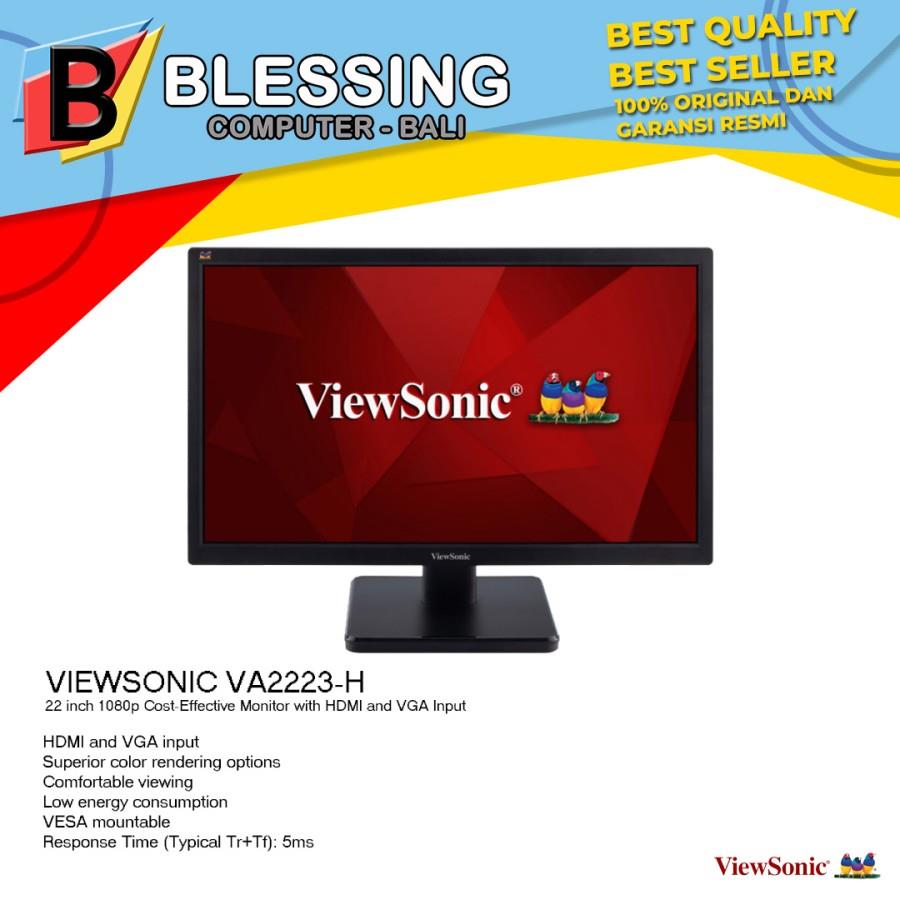 B
BLESSING
COMPUTER - BALI
BEST QUALITY
BEST SELLER
100% ORIGINAL DAN
GARANSI RESMI
ViewSonic®
ViewSonic
VIEWSONIC VA2223-H
22 inch 1080p Cost-Effective Monitor with HDMI and VGA Input
HDMI and VGA input
Superior color rendering options
Comfortable viewing
Low energy consumption
VESA mountable
Response Time (Typical Tr+Tf): 5ms
ViewSonic®